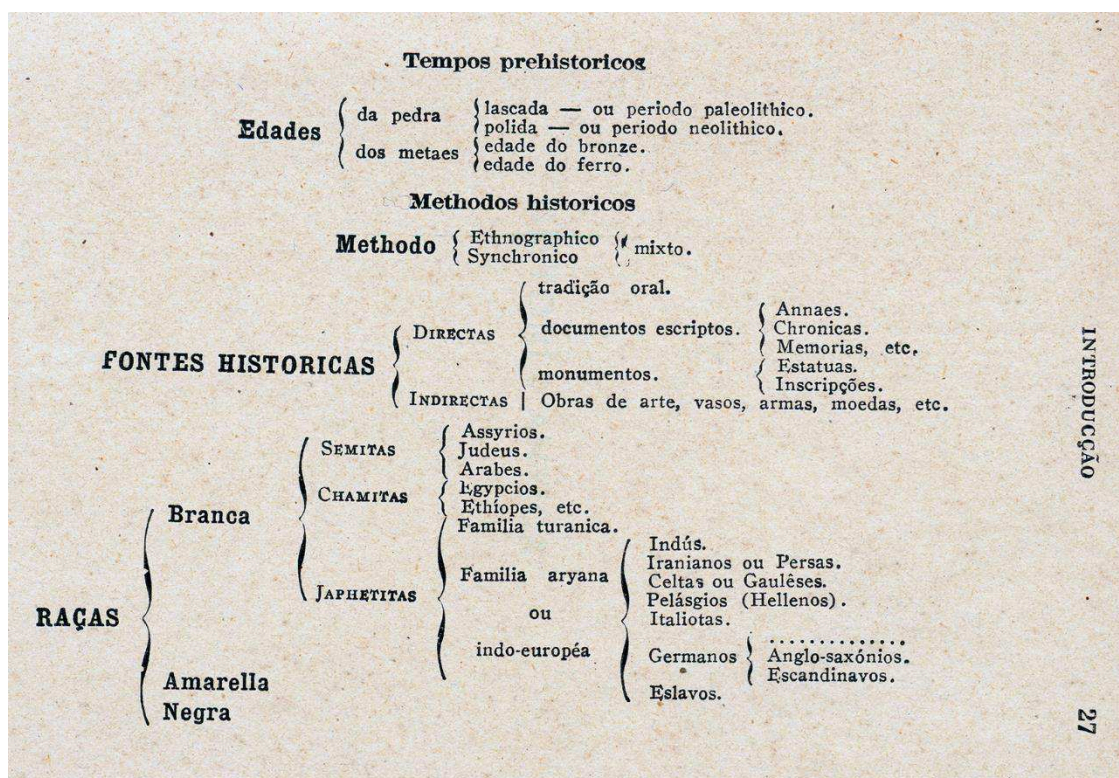 Tempos prehistoricos
Edades
da pedra
lascada — ou periodo paleolithico.
polida — ou periodo neolithico.
dos metaes
edade do bronze.
edade do ferro.
Methodos historicos
Methodo
Ethnographico
Synchronico
mixto.
FONTES HISTORICAS
DIRECTAS
tradição oral.
documentos escriptos.
Annaes.
Chronicas.
Memorias, etc.
monumentos.
Estatuas.
Inscripções.
INDIRECTAS | Obras de arte, vasos, armas, moedas, etc.
RAÇAS
Branca
SEMITAS
Assyrios.
Judeus.
Arabes.
CHAMITAS
Egypcios.
Ethíopes, etc.
JAPHETITAS
Familia turanica.
Familia aryana
ou
indo-européa
Indús.
Iranianos ou Persas.
Celtas ou Gaulêses.
Pelásgios (Hellenos).
Italiotas.
Germanos
..............
Anglo-saxónios.
Escandinavos.
Eslavos.
Amarella
Negra
INTRODUCÇÃO
27